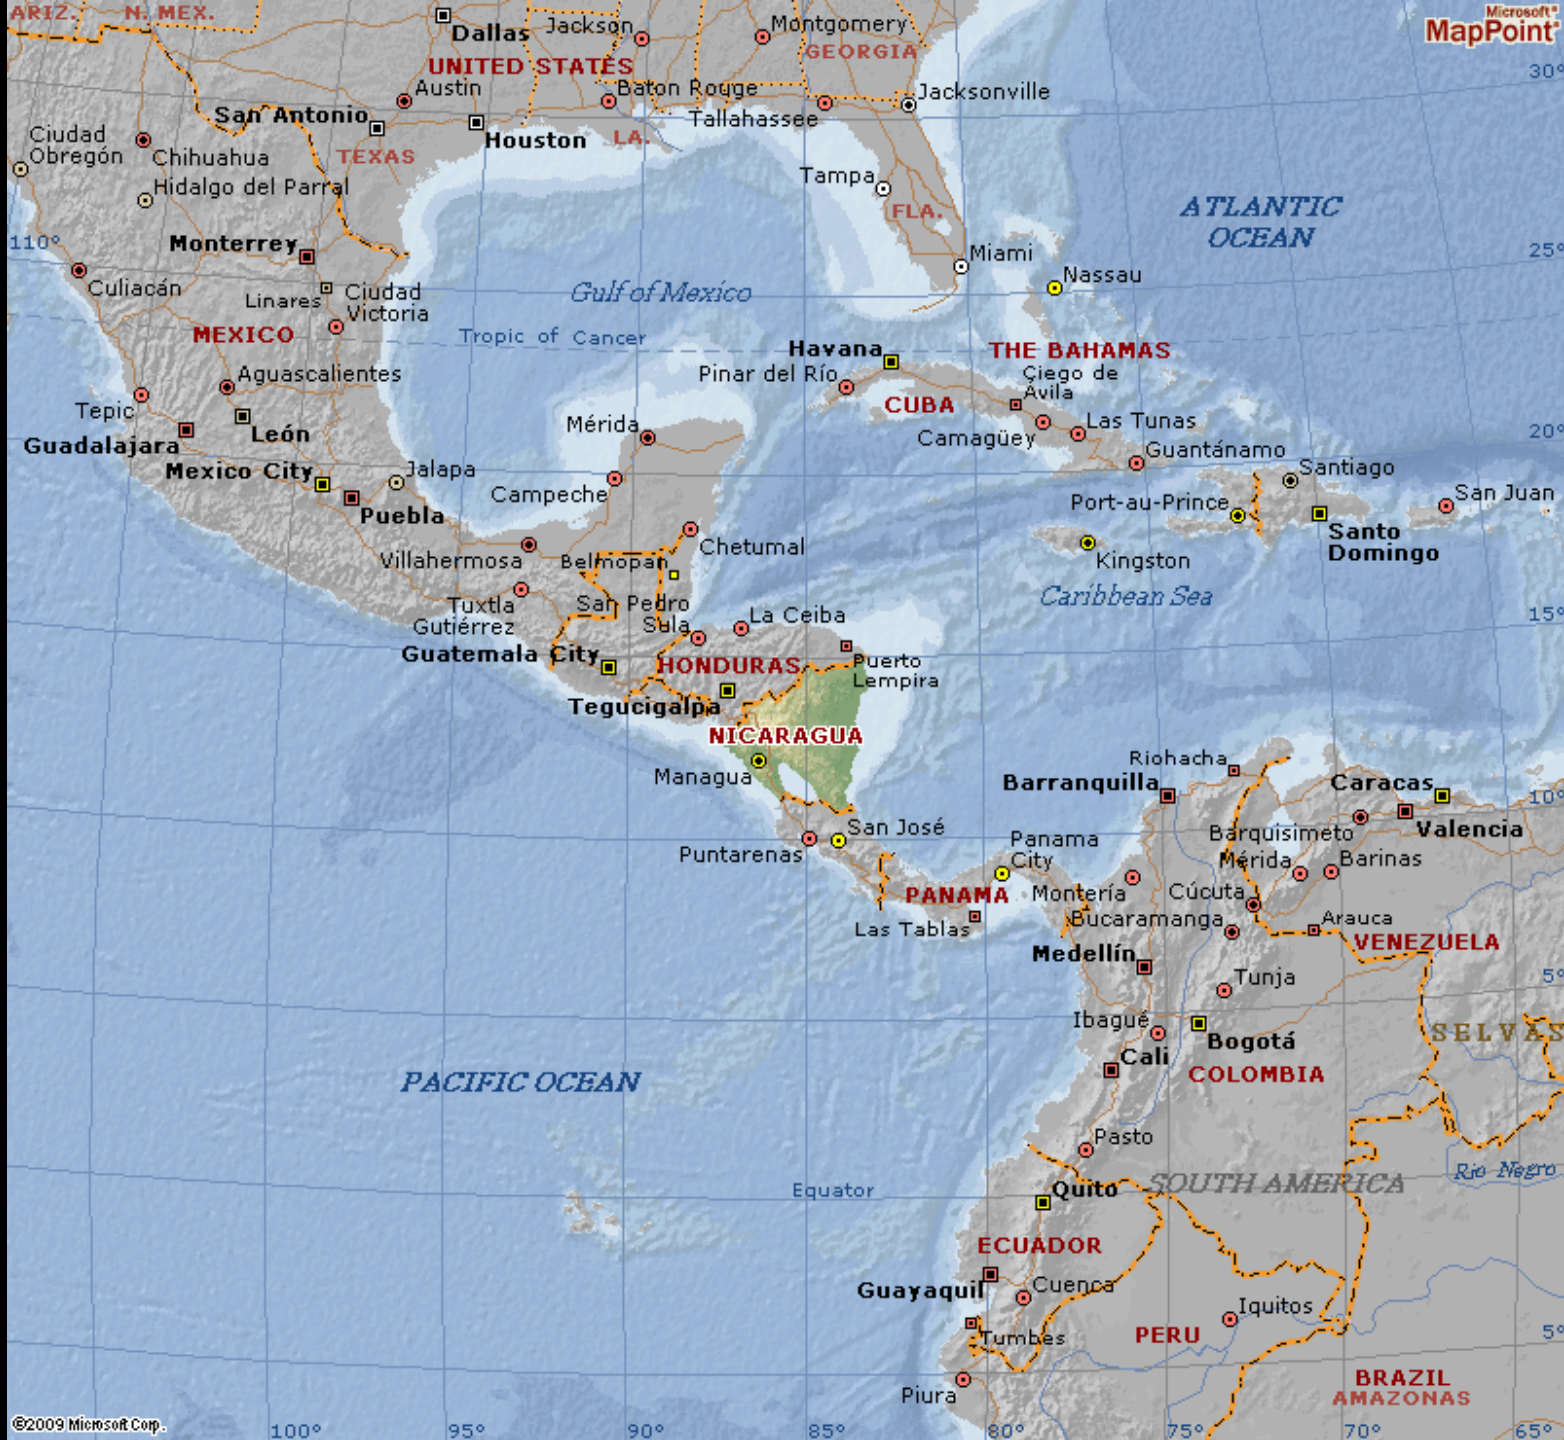 ARIZ.
N. MEX.
Dallas
Jackson
Montgomery
Microsoft®
MapPoint®
GEORGIA
UNITED STATES
30°
Austin
Baton Rouge
Jacksonville
San Antonio
Tallahassee
Houston
LA.
Ciudad
Obregón
Chihuahua
TEXAS
Hidalgo del Parral
Tampa
FLA.
ATLANTIC
OCEAN
110°
Monterrey
Miami
25°
Nassau
Culiacán
Linares
Ciudad
Victoria
Gulf of Mexico
MEXICO
Tropic of Cancer
Havana
THE BAHAMAS
Pinar del Río
Ciego de
Ávila
Aguascalientes
CUBA
Tepic
León
Mérida
Las Tunas
Camagüey
20°
Guadalajara
Guantánamo
Mexico City
Jalapa
Santiago
Campeche
Port-au-Prince
San Juan
Puebla
Santo
Domingo
Chetumal
Villahermosa
Belmopan
Kingston
Caribbean Sea
Tuxtla
Gutiérrez
San Pedro
Sula
La Ceiba
15°
Guatemala City
HONDURAS
Puerto
Lempira
Tegucigalpa
NICARAGUA
Managua
Riohacha
Barranquilla
Caracas
10°
San José
Panama
City
Barquisimeto
Valencia
Puntarenas
Mérida
Barinas
PANAMA
Montería
Cúcuta
Las Tablas
Bucaramanga
Arauca
VENEZUELA
Medellín
Tunja
5°
Ibagué
Bogotá
SELVAS
Cali
COLOMBIA
PACIFIC OCEAN
Pasto
Rio Negro
SOUTH AMERICA
Equator
Quito
ECUADOR
Guayaquil
Cuenca
Iquitos
Tumbes
PERU
5°
BRAZIL
AMAZONAS
Piura
©2009 Microsoft Corp.
100°
95°
90°
85°
80°
75°
70°
65°